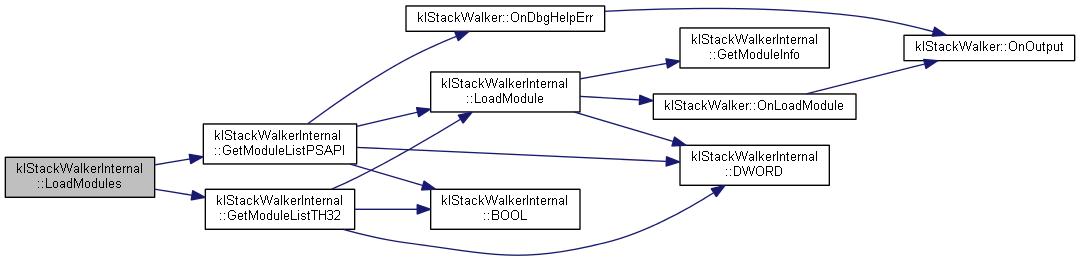 klStackWalkerInternal
::LoadModules
klStackWalkerInternal
::GetModuleListPSAPI
klStackWalkerInternal
::GetModuleListTH32
klStackWalker::OnDbgHelpErr
klStackWalkerInternal
::LoadModule
klStackWalkerInternal
::BOOL
klStackWalkerInternal
::GetModuleInfo
klStackWalker::OnLoadModule
klStackWalkerInternal
::DWORD
klStackWalker::OnOutput